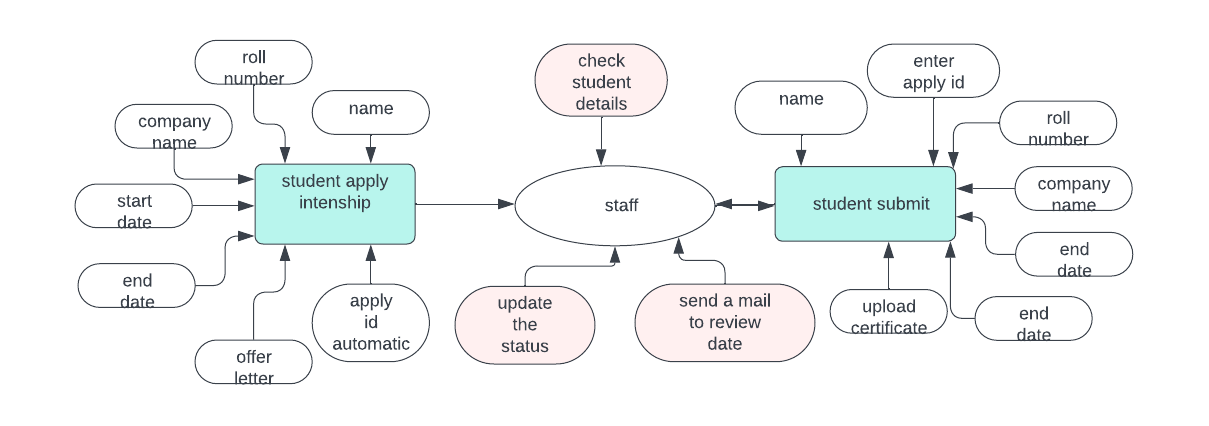 roll
number
name
company
name
start
date
end
date
offer
letter
apply
id
automatic
student apply
intenship
check
student
details
staff
update
the
status
send a mail
to review
date
name
enter
apply id
roll
number
company
name
end
date
end
date
upload
certificate
student submit